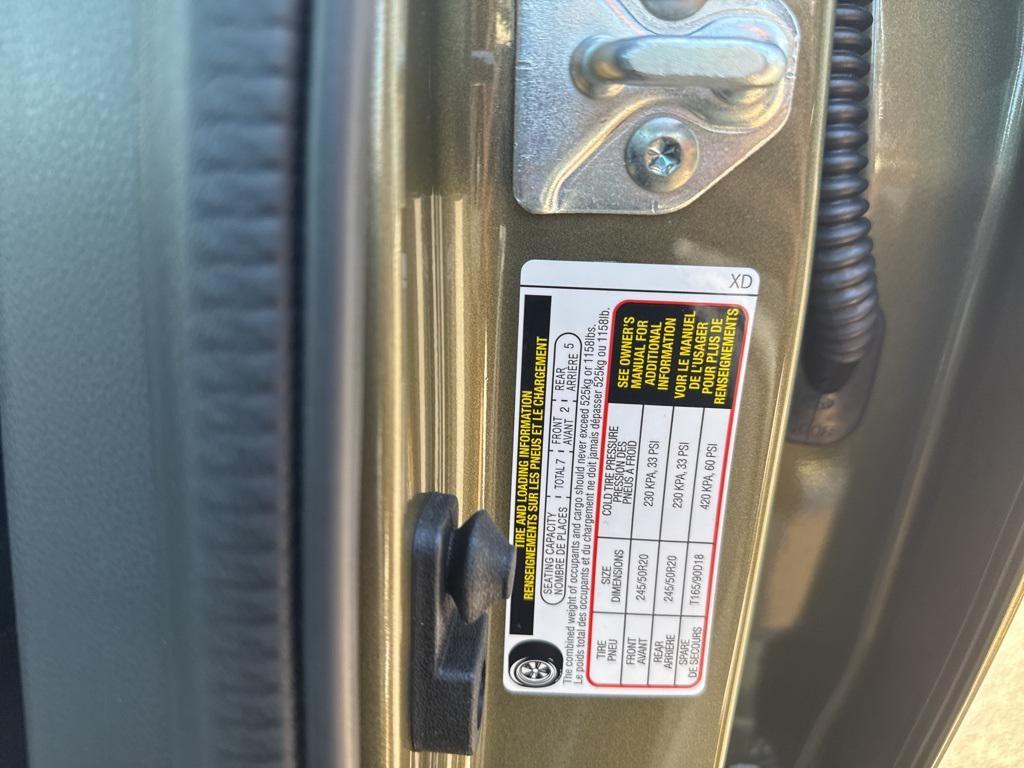 XD
TIRE AND LOADING INFORMATION
RENSEIGNEMENTS SUR LES PNEUS ET LE CHARGEMENT
SEATING CAPACITY TOTAL 7 FRONT 2 REAR 5
NOMBRE DE PLACES AVANT ARRIERE
The combined weight of occupants and cargo should never exceed 525kg or 1158lbs.
Le poids total des occupants et du chargement ne doit jamais dépasser 525kg ou 1158lb.
TIRE SIZE COLD TIRE PRESSURE
PNEU DIMENSIONS PRESSION DES
PNEUS A FROID
FRONT 245/50R20 230 KPA, 33 PSI
AVANT
REAR 245/50R20 230 KPA, 33 PSI
ARRIERE
SPARE T165/90D18 420 KPA, 60 PSI
DE SECOURS
SEE OWNER'S
MANUAL FOR
ADDITIONAL
INFORMATION
VOIR LE MANUEL
DE L'USAGER
POUR PLUS DE
RENSEIGNEMENTS